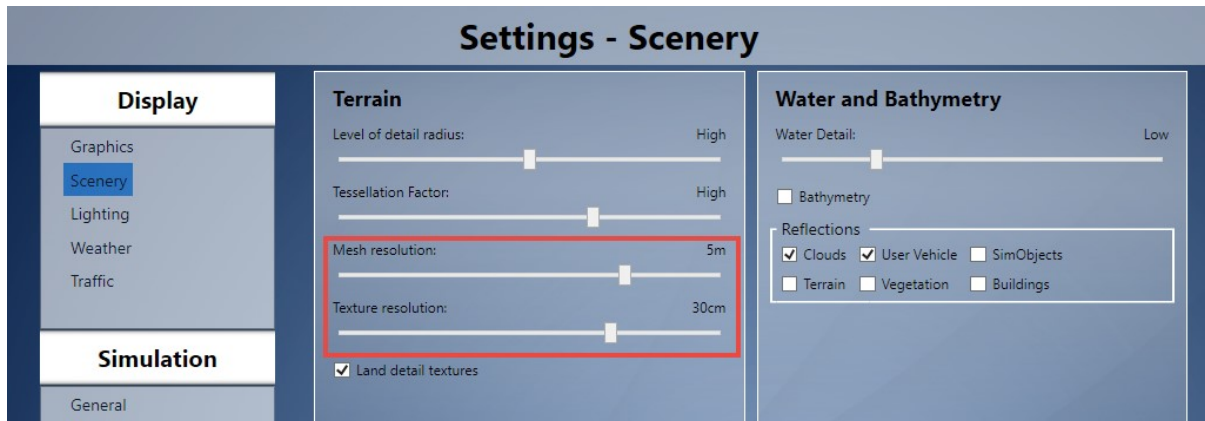 Settings - Scenery
Display
Graphics
Scenery
Lighting
Weather
Traffic
Simulation
General
Terrain
Level of detail radius: High
Tessellation Factor: High
Mesh resolution: 5m
Texture resolution: 30cm
Land detail textures
Water and Bathymetry
Water Detail: Low
Bathymetry
Reflections
Clouds User Vehicle SimObjects
Terrain Vegetation Buildings